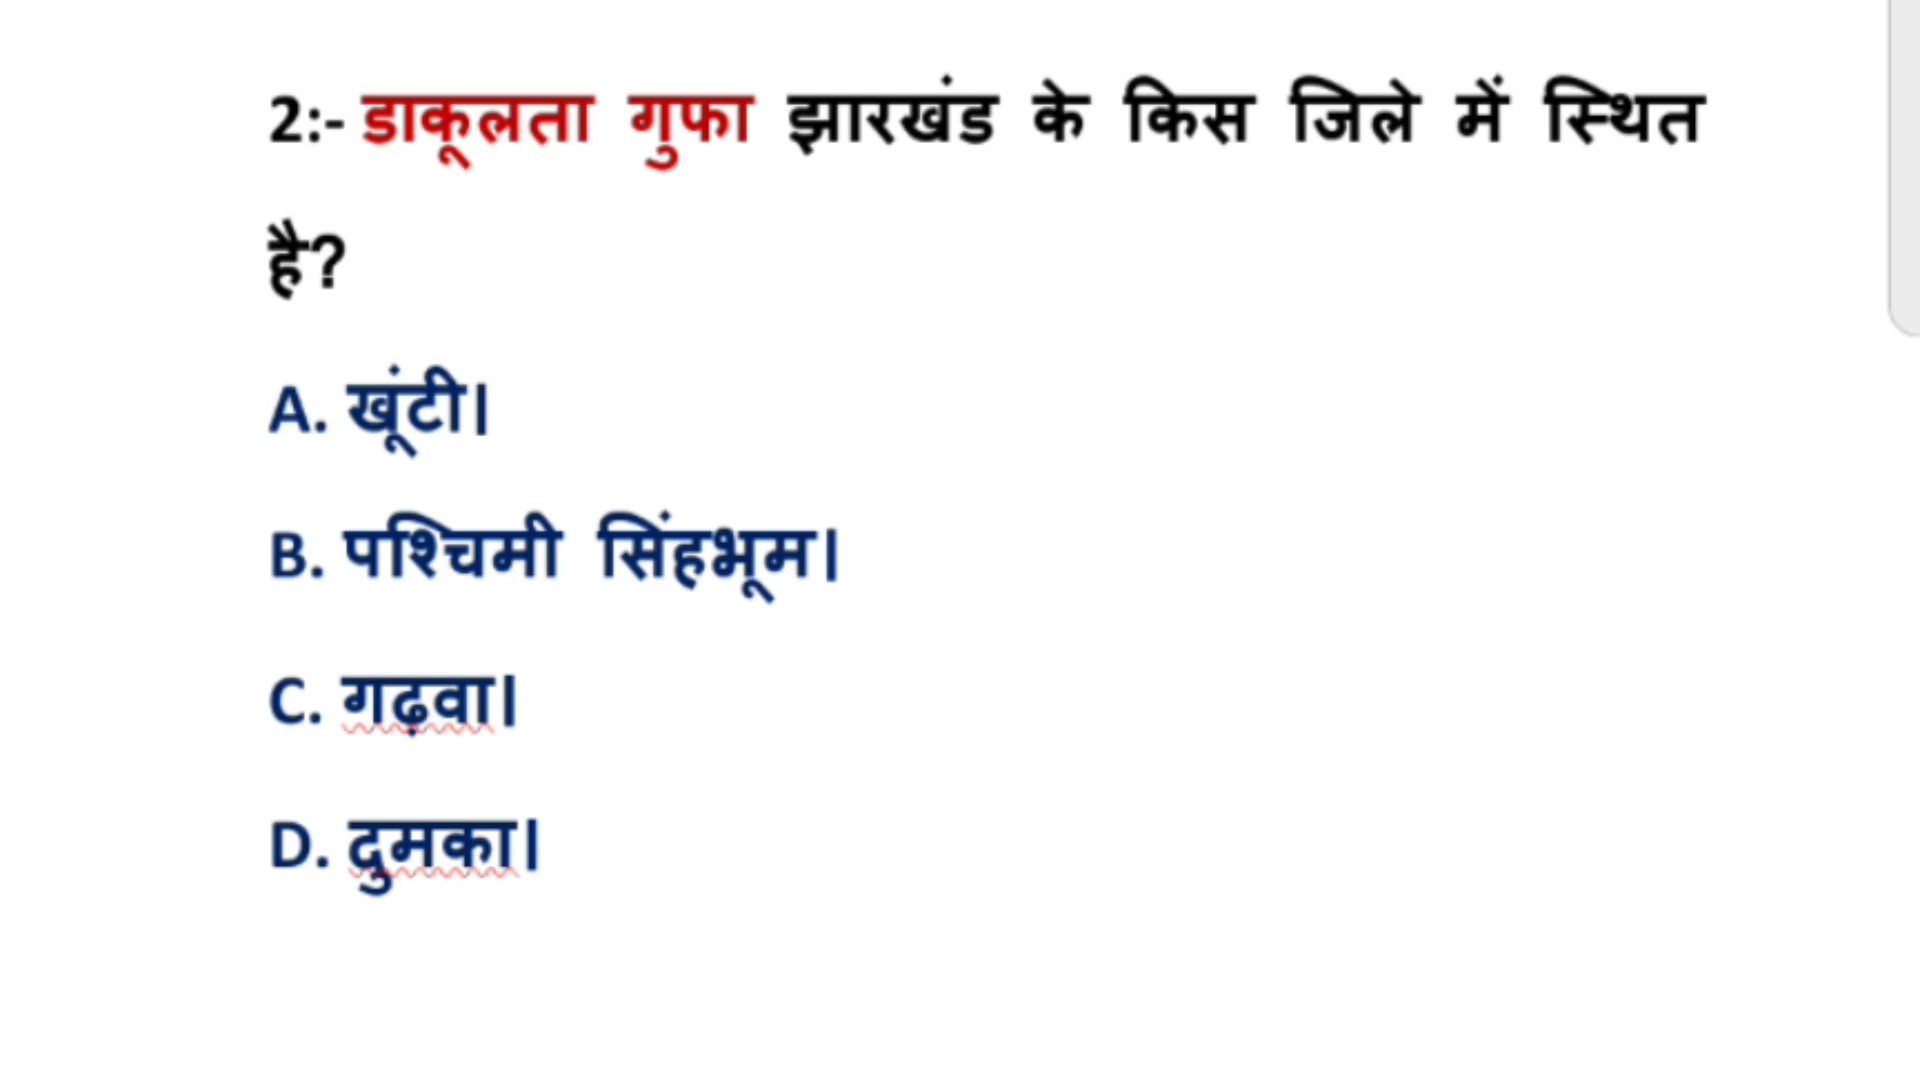 2:- डाकूलता गुफा झारखंड के किस जिले में स्थित
है?
A. खूंटी।
B. पश्चिमी सिंहभूम।
C. गढ़वा।
D. दुमका।